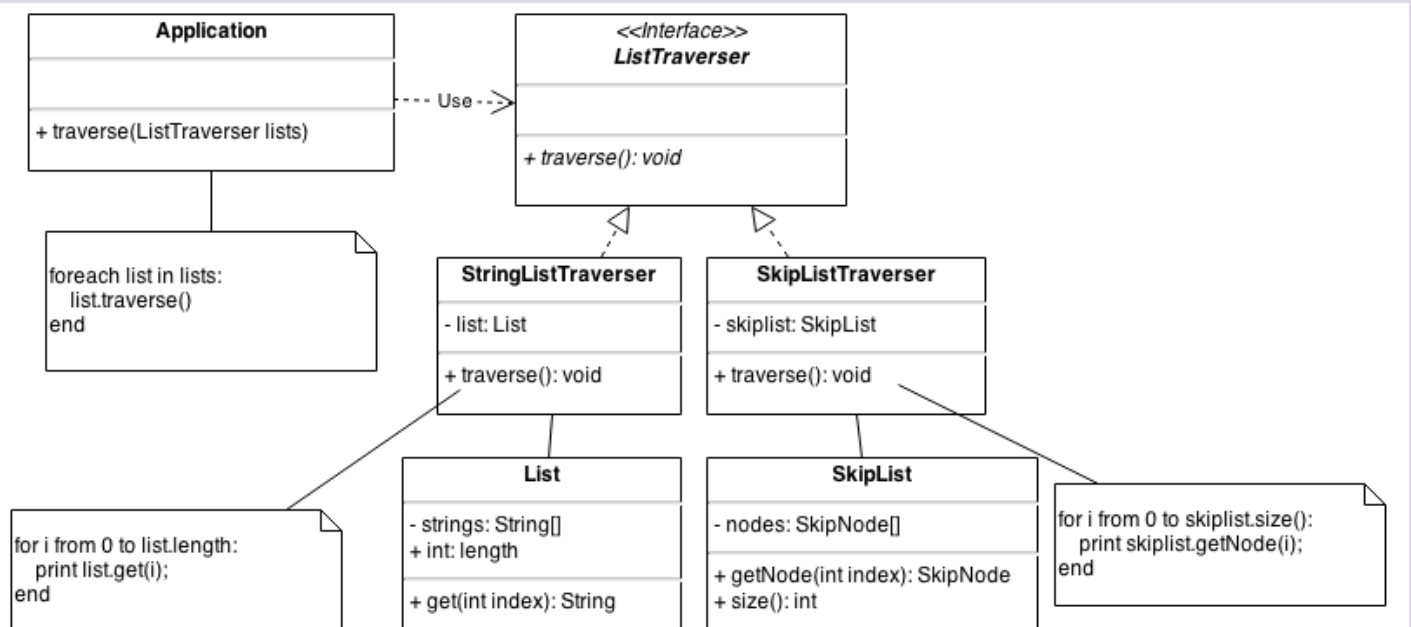 Application
+ traverse(ListTraverser lists)
Use
<<Interface>>
ListTraverser
+ traverse(): void
foreach list in lists:
list.traverse()
end
StringListTraverser
- list: List
+ traverse(): void
SkipListTraverser
- skiplist: SkipList
+ traverse(): void
for i from 0 to list.length:
print list.get(i);
end
List
- strings: String[]
+ int: length
+ get(int index): String
SkipList
- nodes: SkipNode[]
+ getNode(int index): SkipNode
+ size(): int
for i from 0 to skiplist.size():
print skiplist.getNode(i);
end